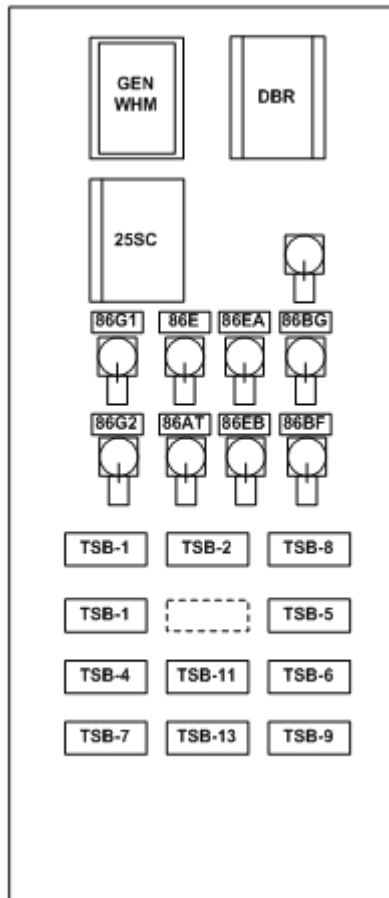 GEN
WHM
DBR
25SC
86G1 86E 86EA 86BG
86G2 86AT 86EB 86BF
TSB-1 TSB-2 TSB-8
TSB-1 TSB-5
TSB-4 TSB-11 TSB-6
TSB-7 TSB-13 TSB-9